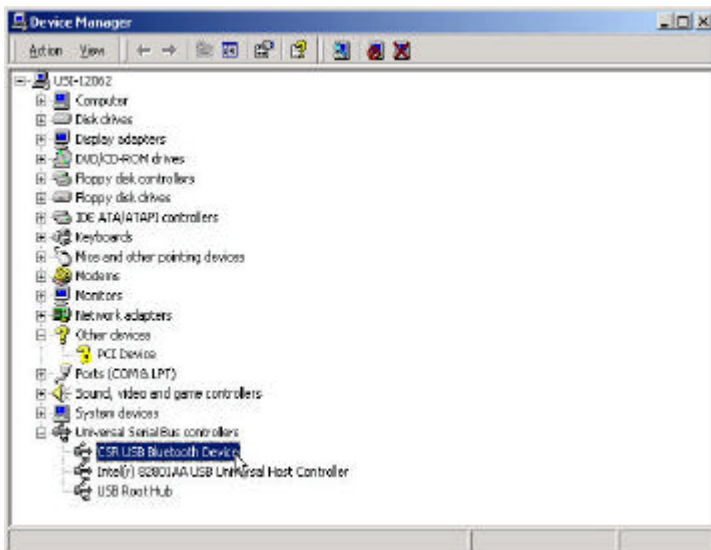 Device Manager
Action View
USI-12062
Computer
Disk drives
Display adapters
DVD/CD-ROM drives
Floppy disk controllers
Floppy disk drives
IDE ATA/ATAPI controllers
Keyboards
Mice and other pointing devices
Modems
Monitors
Network adapters
Other devices
PCI Device
Ports (COM & LPT)
Sound, video and game controllers
System devices
Universal Serial Bus controllers
CSR USB Bluetooth Device
Intel(r) 82801AA USB Universal Host Controller
USB Root Hub